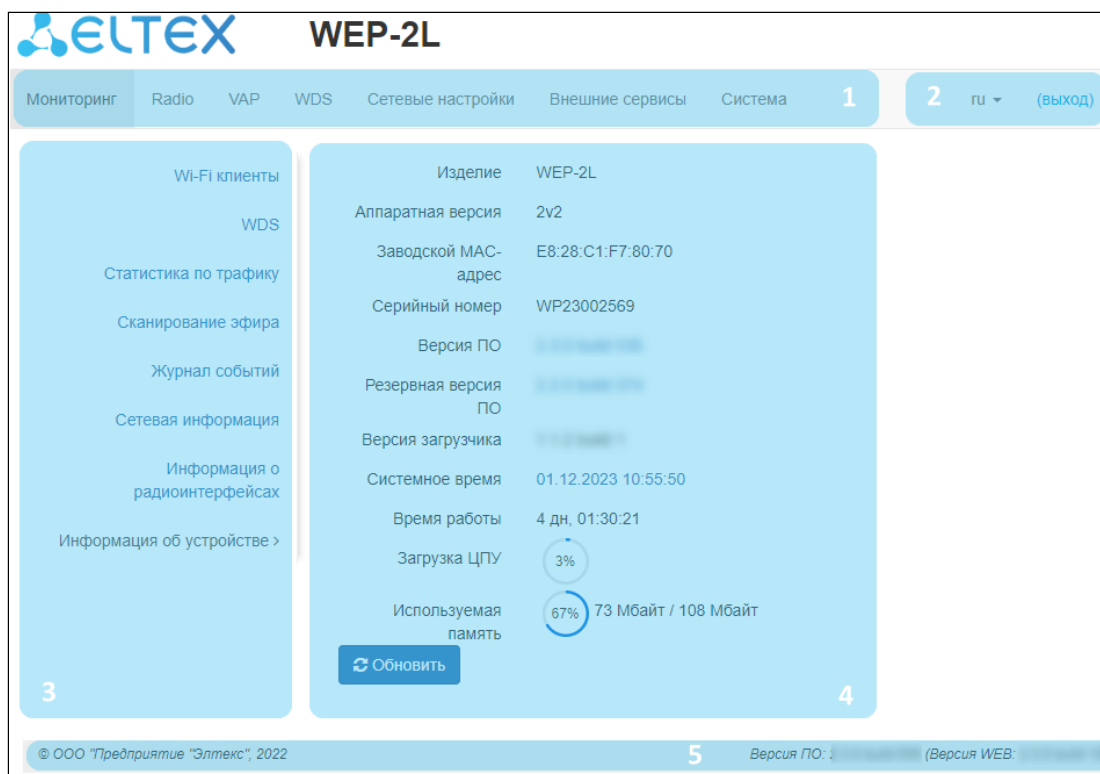 ELTEX WEP-2L
Мониторинг Radio VAP WDS Сетевые настройки Внешние сервисы Система 1 2 ru (выход)
Wi-Fi клиенты
WDS
Статистика по трафику
Сканирование эфира
Журнал событий
Сетевая информация
Информация о
радиоинтерфейсах
Информация об устройстве >
3
Изделие WEP-2L
Аппаратная версия 2v2
Заводской MAC- E8:28:C1:F7:80:70
адрес
Серийный номер WP23002569
Версия ПО
Резервная версия
ПО
Версия загрузчика
Системное время 01.12.2023 10:55:50
Время работы 4 дн, 01:30:21
Загрузка ЦПУ 3%
Используемая 67% 73 Мбайт / 108 Мбайт
память
Обновить
4
© ООО "Предприятие "Элтекс", 2022 5 Версия ПО: (Версия WEB: